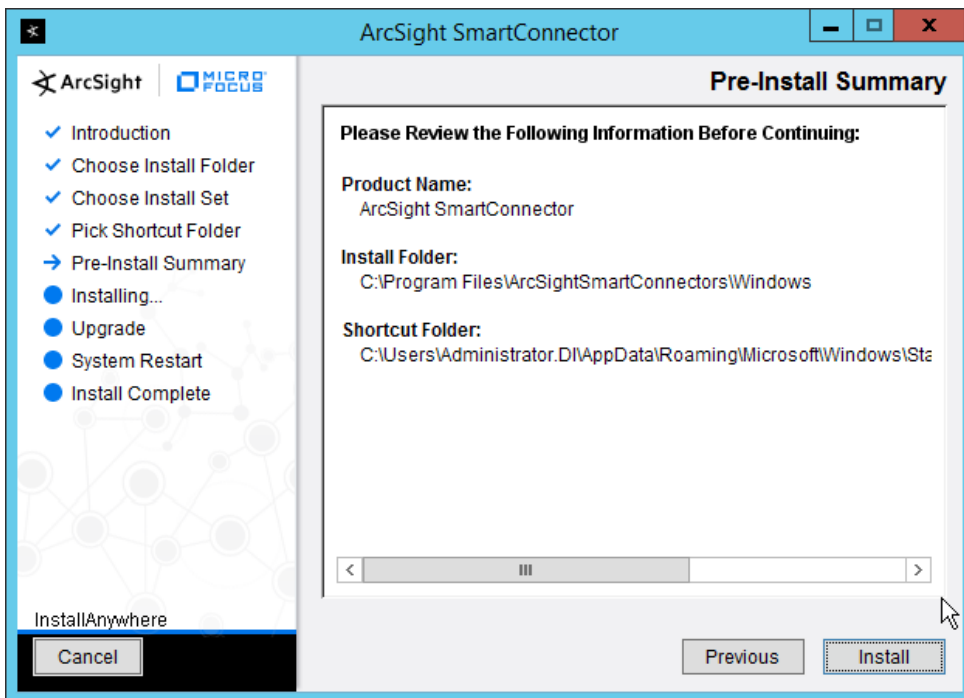 ArcSight SmartConnector
ArcSight
MICRO FOCUS
Pre-Install Summary
Introduction
Choose Install Folder
Choose Install Set
Pick Shortcut Folder
Pre-Install Summary
Installing...
Upgrade
System Restart
Install Complete
Please Review the Following Information Before Continuing:
Product Name:
ArcSight SmartConnector
Install Folder:
C:\Program Files\ArcSightSmartConnectors\Windows
Shortcut Folder:
C:\Users\Administrator.DI\AppData\Roaming\Microsoft\Windows\Sta
InstallAnywhere
Cancel
Previous
Install